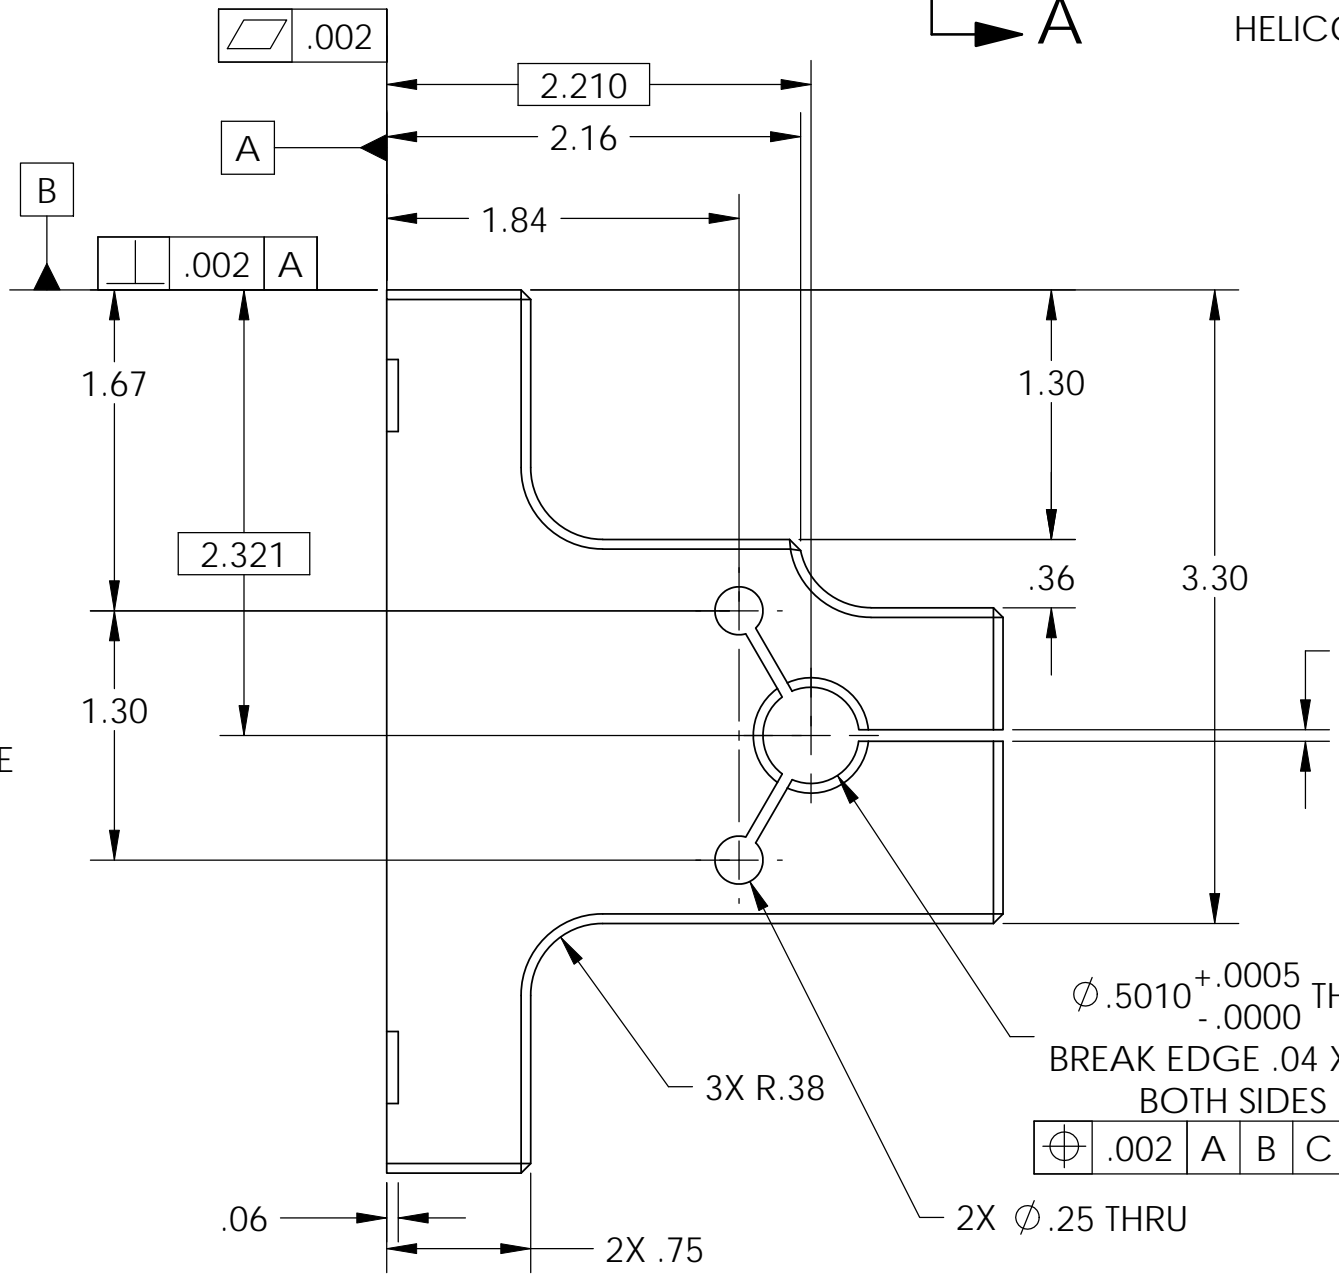 .002
A
HELICO
2.210
2.16
A
B
1.84
.002 A
1.67
1.30
2.321
.36
3.30
1.30
E
⌀.5010 +.0005 TH
-.0000
BREAK EDGE .04 X
BOTH SIDES
3X R.38
.002 A B C
.06
2X ⌀.25 THRU
2X .75